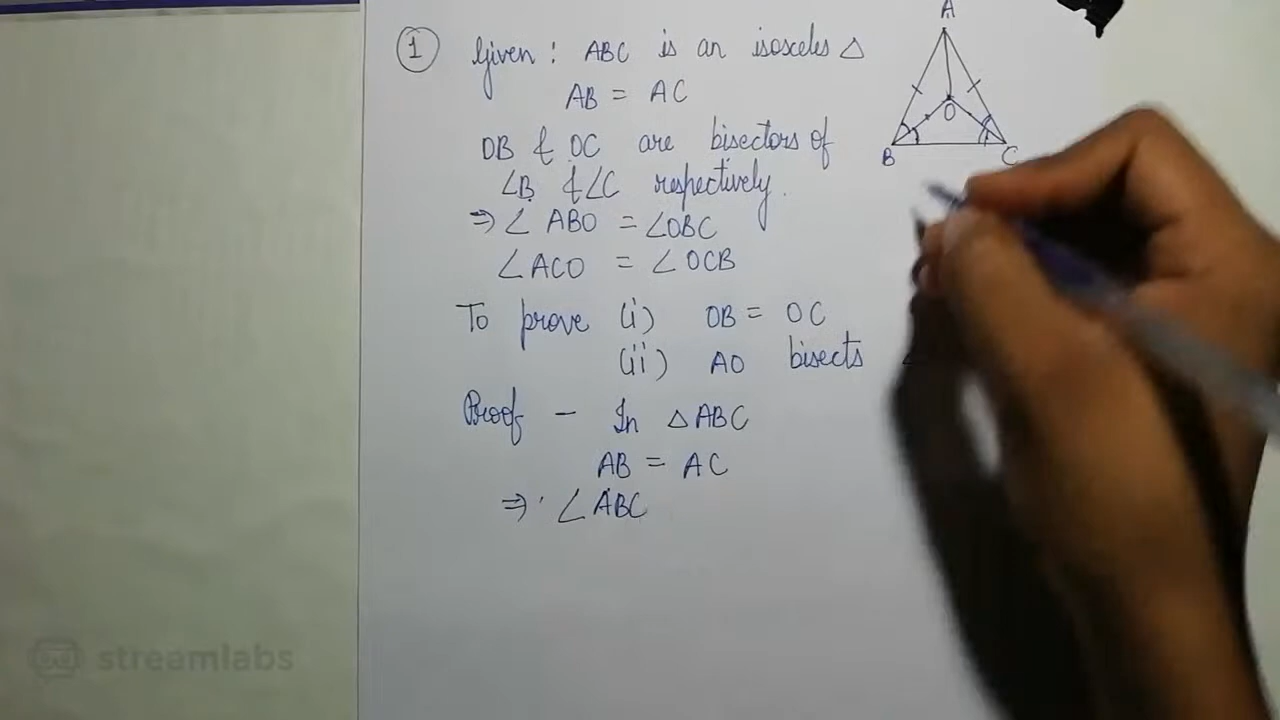 1 Given : ABC is an isosceles △
AB = AC
OB & OC are bisectors of
∠B & ∠C respectively.
⇒ ∠ ABO = ∠OBC
∠ACO = ∠OCB
To prove (i) OB = OC
(ii) AO bisects
Proof - In △ABC
AB = AC
⇒ ∠ABC
A
O
B
C
streamlabs